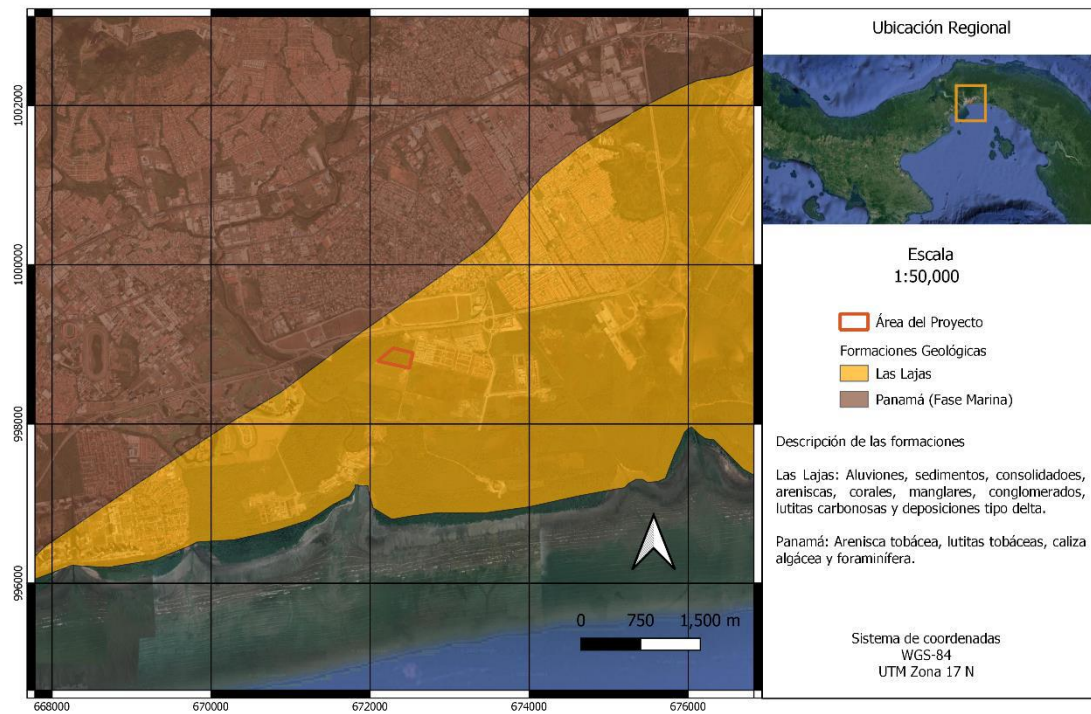 Ubicación Regional
Escala
1:50,000
Área del Proyecto
Formaciones Geológicas
Las Lajas
Panamá (Fase Marina)
Descripción de las formaciones
Las Lajas: Aluviones, sedimentos, consolidadoes,
areniscas, corales, manglares, conglomerados,
lutitas carbonosas y deposiciones tipo delta.
Panamá: Arenisca tobácea, lutitas tobáceas, caliza
algácea y foraminífera.
Sistema de coordenadas
WGS-84
UTM Zona 17 N
1002000
1000000
998000
996000
0 750 1,500 m
668000 670000 672000 674000 676000